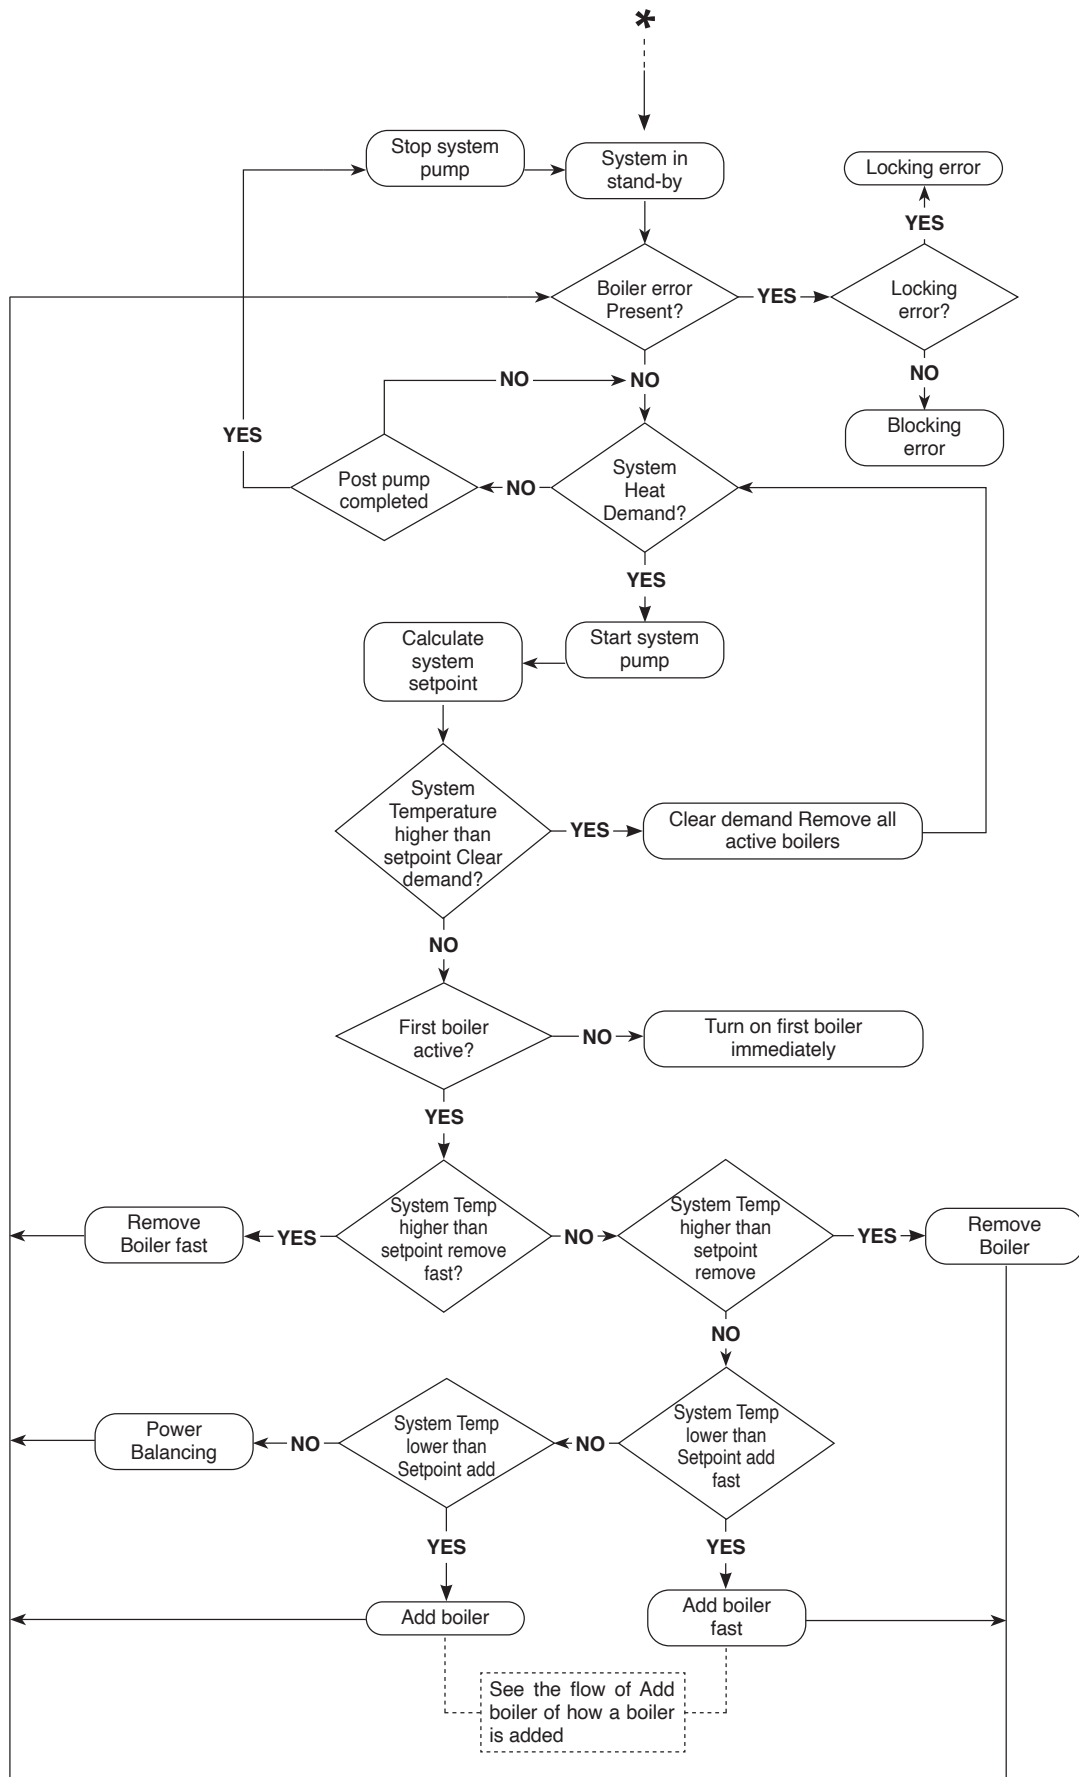 *
Stop system
pump
System in
stand-by
Locking error
YES
Boiler error
Present?
YES
Locking
error?
NO
NO
NO
Blocking
error
YES
Post pump
completed
NO
System
Heat
Demand?
YES
Calculate
system
setpoint
Start system
pump
System
Temperature
higher than
setpoint Clear
demand?
YES
Clear demand Remove all
active boilers
NO
First boiler
active?
NO
Turn on first boiler
immediately
YES
Remove
Boiler fast
YES
System Temp
higher than
setpoint remove
fast?
NO
System Temp
higher than
setpoint
remove
YES
Remove
Boiler
NO
Power
Balancing
NO
System Temp
lower than
Setpoint add
NO
System Temp
lower than
Setpoint add
fast
YES
YES
Add boiler
Add boiler
fast
See the flow of Add
boiler of how a boiler
is added